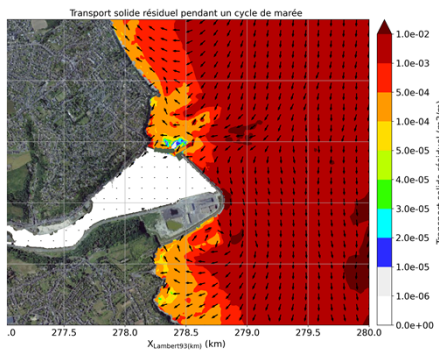 Transport solide résiduel pendant un cycle de marée
1.0e-02
1.0e-03
5.0e-04
1.0e-04
5.0e-05
4.0e-05
3.0e-05
2.0e-05
1.0e-05
1.0e-06
0.0e+00
.0 277.5 278.0 278.5 279.0 279.5 280.0
X_Lambert93(km) (km)